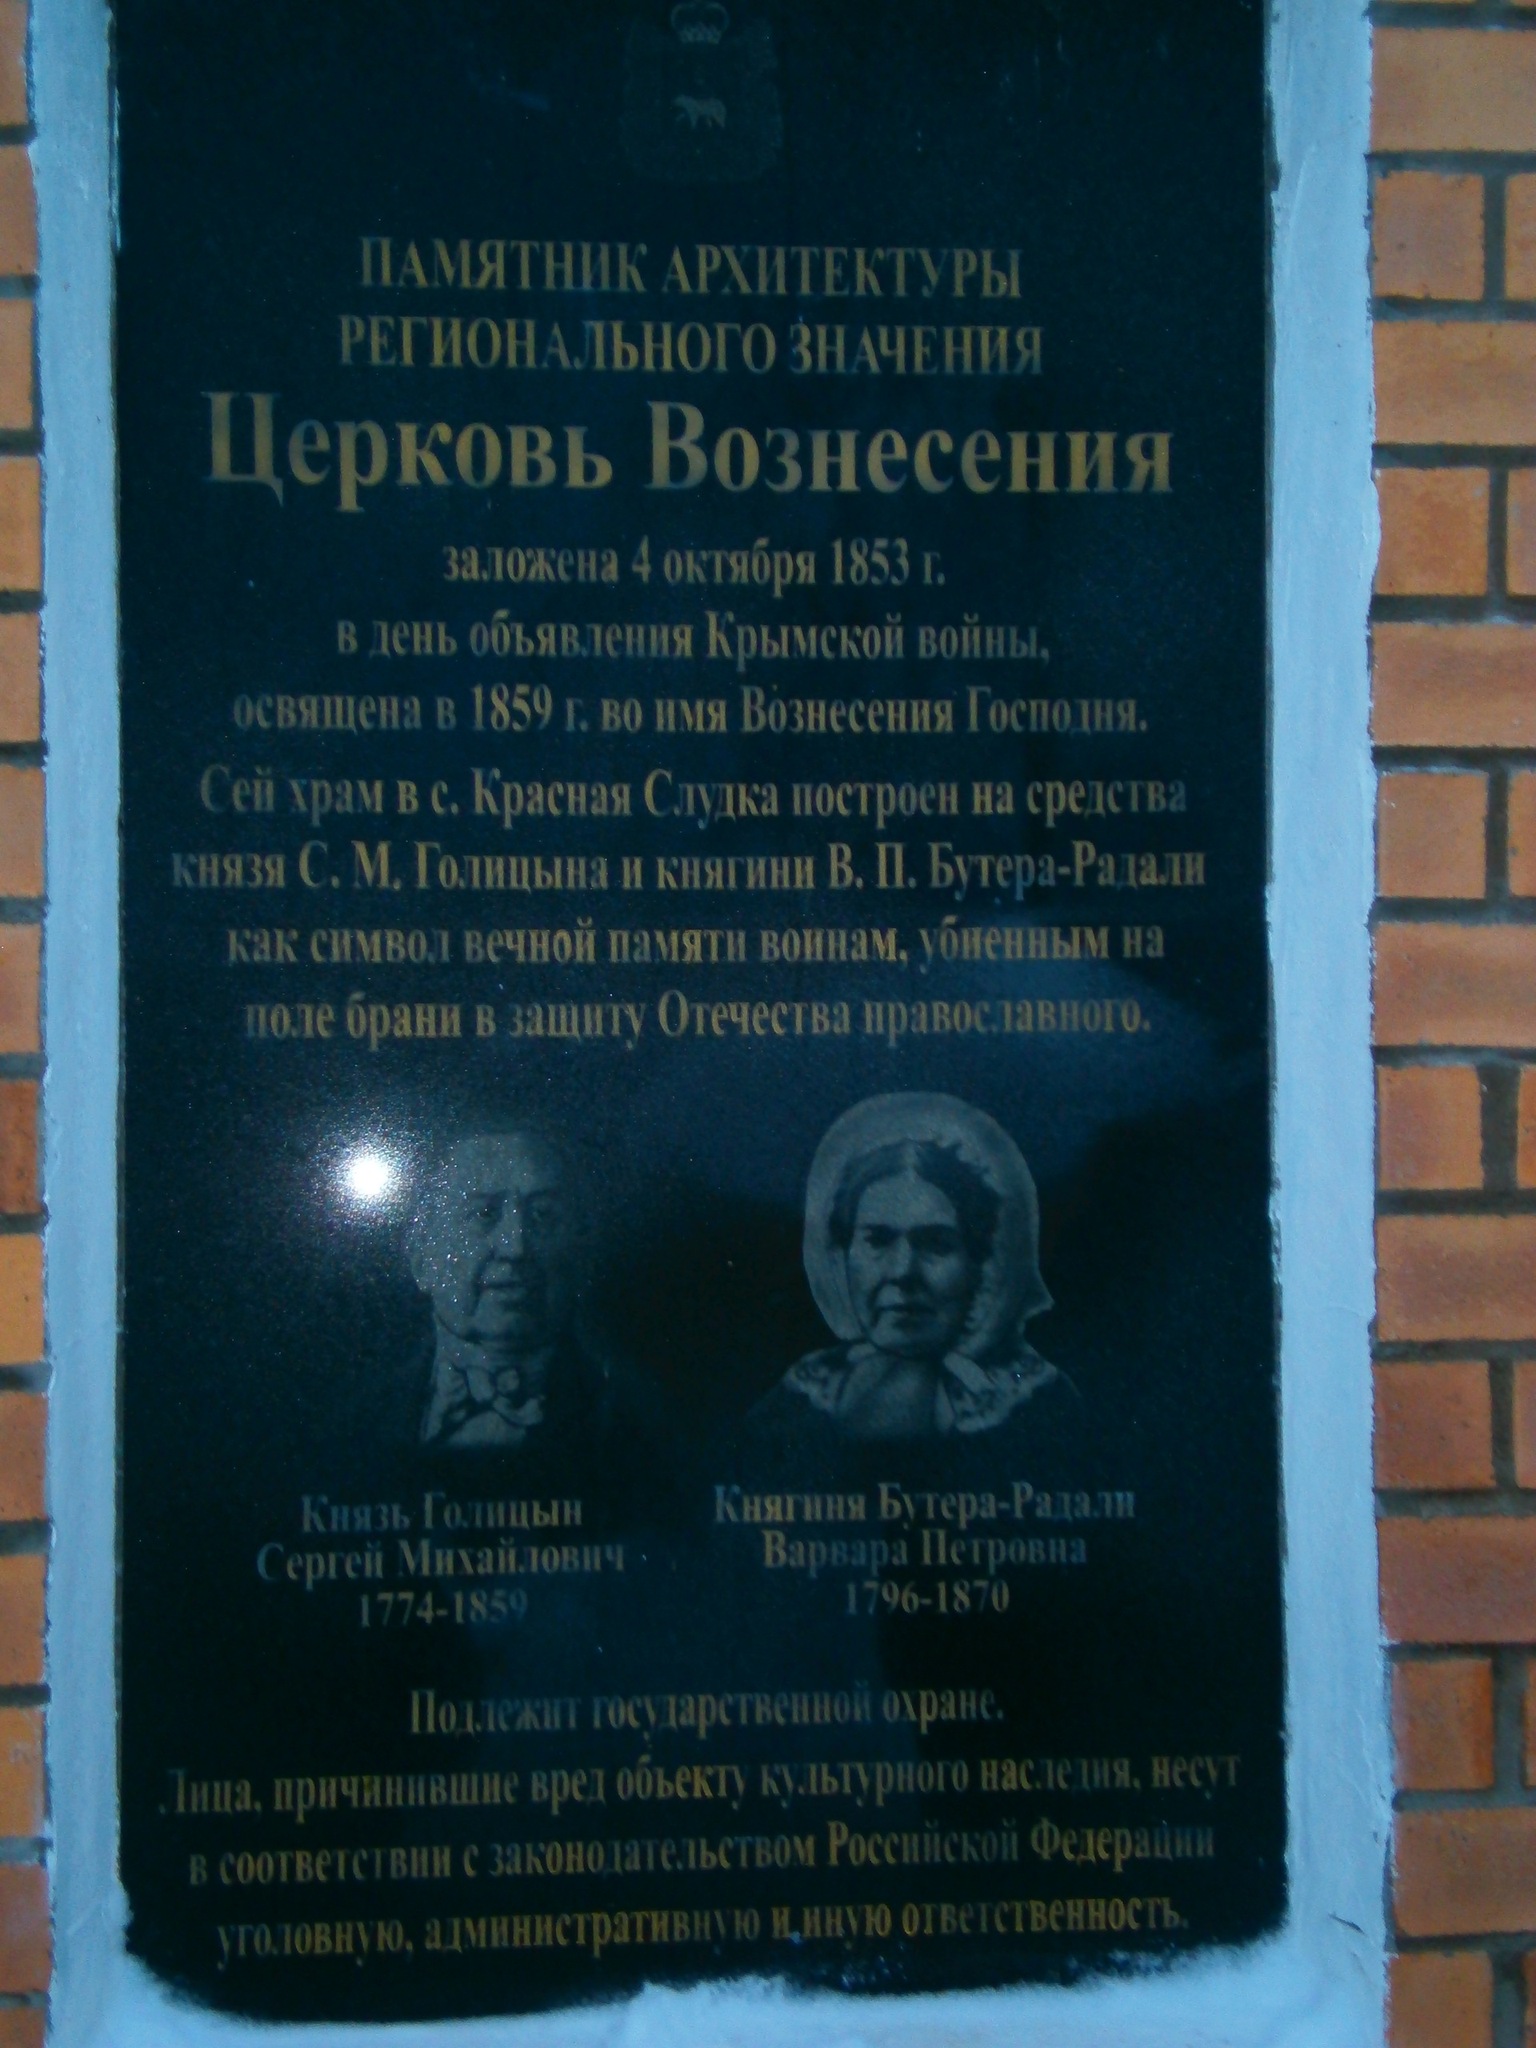 ПАМЯТНИК АРХИТЕКТУРЫ
РЕГИОНАЛЬНОГО ЗНАЧЕНИЯ
Церковь Вознесения
заложена 4 октября 1853 г.
в день объявления Крымской войны,
освящена в 1859 г. во имя Вознесения Господня.
Сей храм в с. Красная Слудка построен на средства
князя С. М. Голицына и княгини В. П. Бутера-Радали
как символ вечной памяти воинам, убиенным на
поле брани в защиту Отечества православного.
Князь Голицын
Сергей Михайлович
1774-1859
Княгиня Бутера-Радали
Варвара Петровна
1796-1870
Подлежит государственной охране.
Лица, причинившие вред объекту культурного наследия, несут
в соответствии с законодательством Российской Федерации
уголовную, административную и иную ответственность.